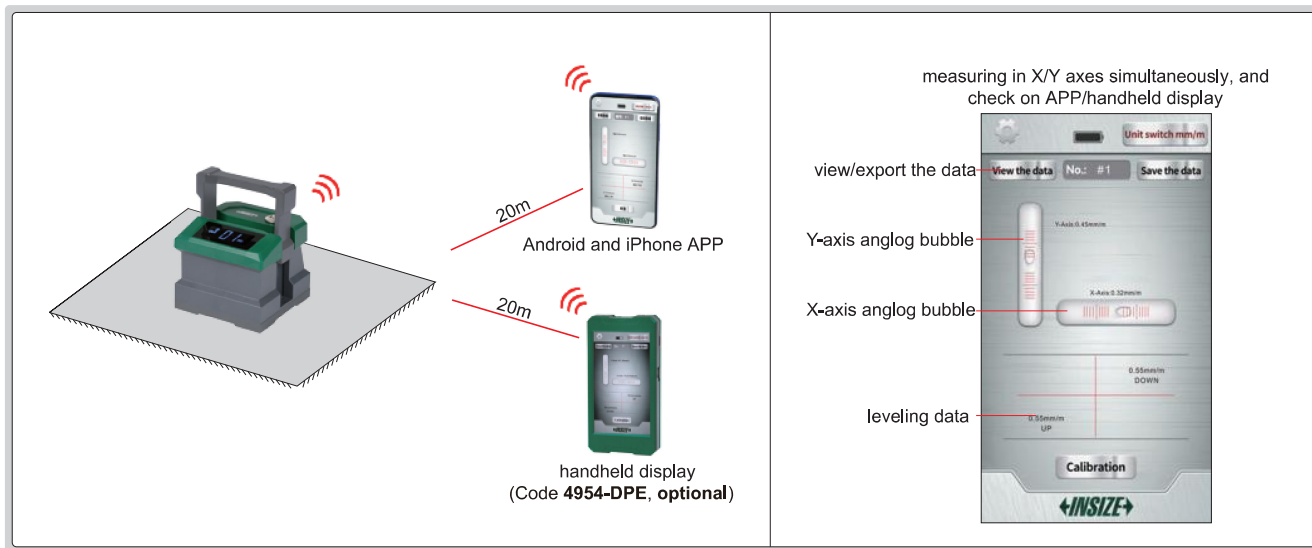 20m
Android and iPhone APP
20m
handheld display
(Code 4954-DPE, optional)
INSIZE
measuring in X/Y axes simultaneously, and
check on APP/handheld display
Unit switch mm/m
view/export the data
View the data
No.: #1
Save the data
Y-Axis:0.45mm/m
Y-axis anglog bubble
X-Axis:0.32mm/m
X-axis anglog bubble
0.55mm/m
DOWN
leveling data
0.55mm/m
UP
Calibration
INSIZE